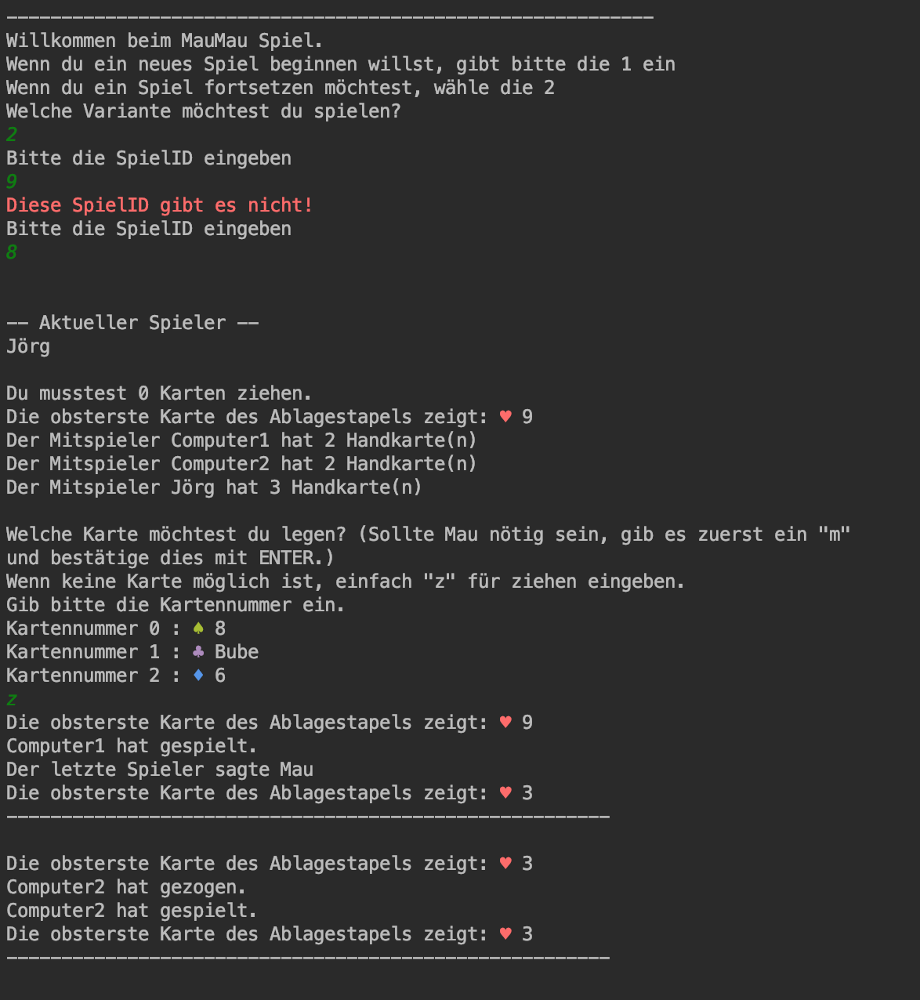 -----------------------------------------------------------
Willkommen beim MauMau Spiel.
Wenn du ein neues Spiel beginnen willst, gibt bitte die 1 ein
Wenn du ein Spiel fortsetzen möchtest, wähle die 2
Welche Variante möchtest du spielen?
2
Bitte die SpielID eingeben
9
Diese SpielID gibt es nicht!
Bitte die SpielID eingeben
8
-- Aktueller Spieler --
Jörg
Du musstest 0 Karten ziehen.
Die obsterste Karte des Ablagestapels zeigt: ♥ 9
Der Mitspieler Computer1 hat 2 Handkarte(n)
Der Mitspieler Computer2 hat 2 Handkarte(n)
Der Mitspieler Jörg hat 3 Handkarte(n)
Welche Karte möchtest du legen? (Sollte Mau nötig sein, gib es zuerst ein "m"
und bestätige dies mit ENTER.)
Wenn keine Karte möglich ist, einfach "z" für ziehen eingeben.
Gib bitte die Kartennummer ein.
Kartennummer 0 : ♠ 8
Kartennummer 1 : ♣ Bube
Kartennummer 2 : ♦ 6
z
Die obsterste Karte des Ablagestapels zeigt: ♥ 9
Computer1 hat gespielt.
Der letzte Spieler sagte Mau
Die obsterste Karte des Ablagestapels zeigt: ♥ 3
-------------------------------------------------------
Die obsterste Karte des Ablagestapels zeigt: ♥ 3
Computer2 hat gezogen.
Computer2 hat gespielt.
Die obsterste Karte des Ablagestapels zeigt: ♥ 3
-------------------------------------------------------